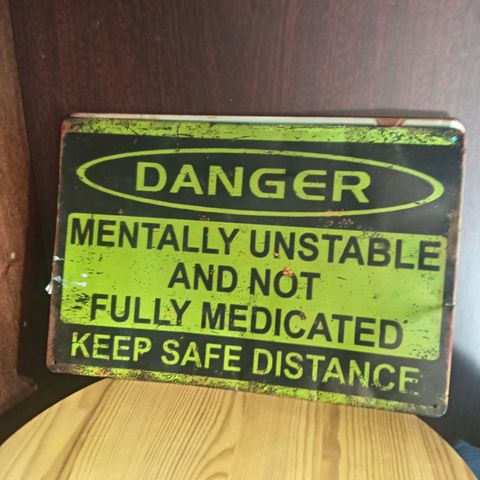 DANGER
MENTALLY UNSTABLE
AND NOT
FULLY MEDICATED
KEEP SAFE DISTANCE